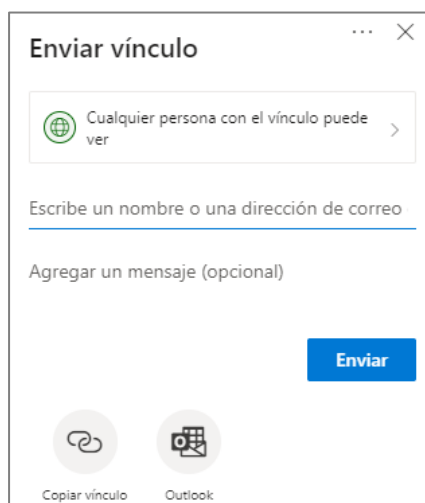 Enviar vínculo
Cualquier persona con el vínculo puede
ver
Escribe un nombre o una dirección de correo
Agregar un mensaje (opcional)
Enviar
Copiar vínculo Outlook